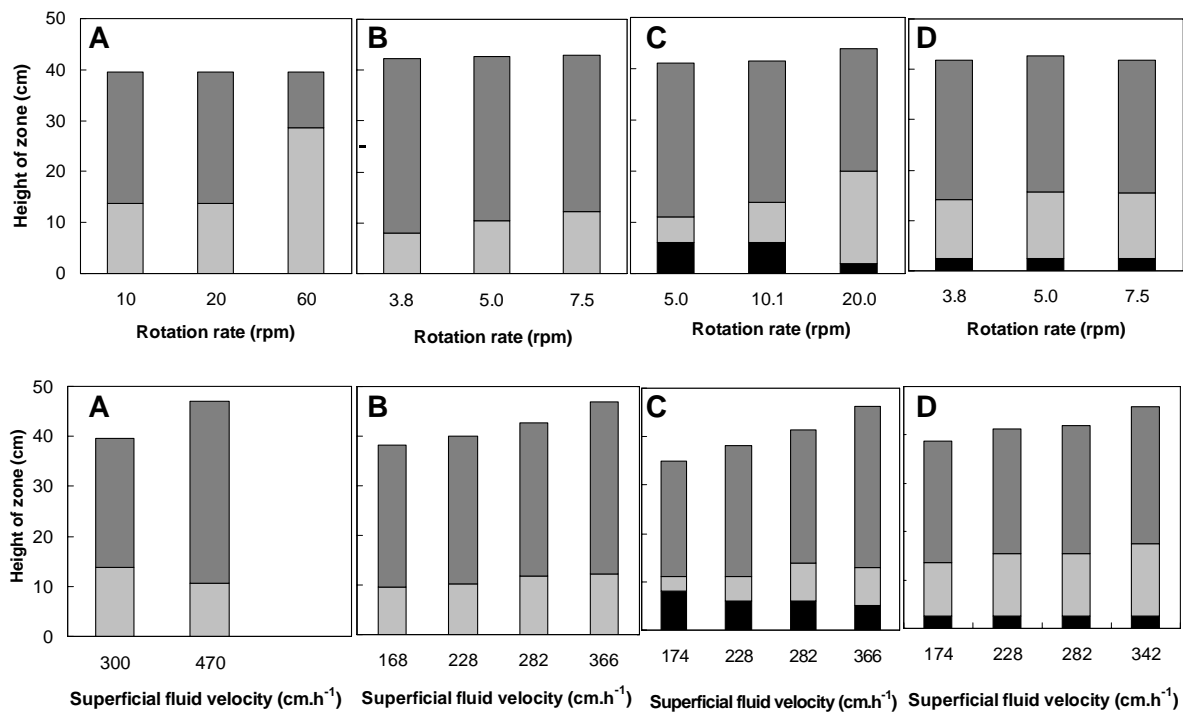 A B C D
Height of zone (cm)
50
40
30
20
10
0
10 20 60
3.8 5.0 7.5
5.0 10.1 20.0
3.8 5.0 7.5
Rotation rate (rpm) Rotation rate (rpm) Rotation rate (rpm) Rotation rate (rpm)
A B C D
Height of zone (cm)
50
40
30
20
10
0
300 470
168 228 282 366
174 228 282 366
174 228 282 342
Superficial fluid velocity (cm.h⁻¹) Superficial fluid velocity (cm.h⁻¹) Superficial fluid velocity (cm.h⁻¹) Superficial fluid velocity (cm.h⁻¹)